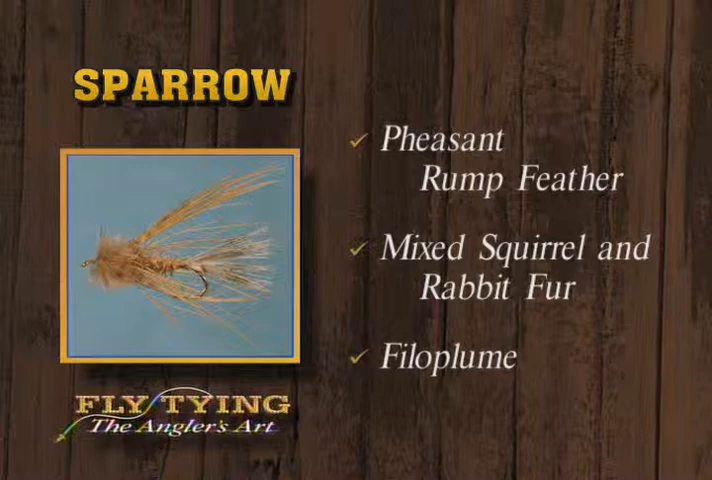 SPARROW
Pheasant
Rump Feather
Mixed Squirrel and
Rabbit Fur
Filoplume
FLY TYING
The Angler's Art